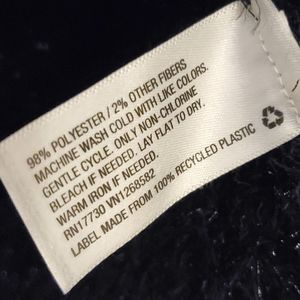 98% POLYESTER / 2% OTHER FIBERS
MACHINE WASH COLD WITH LIKE COLORS.
GENTLE CYCLE. ONLY NON-CHLORINE
BLEACH IF NEEDED. LAY FLAT TO DRY.
WARM IRON IF NEEDED.
RN17730 VN1268582
LABEL MADE FROM 100% RECYCLED PLASTIC